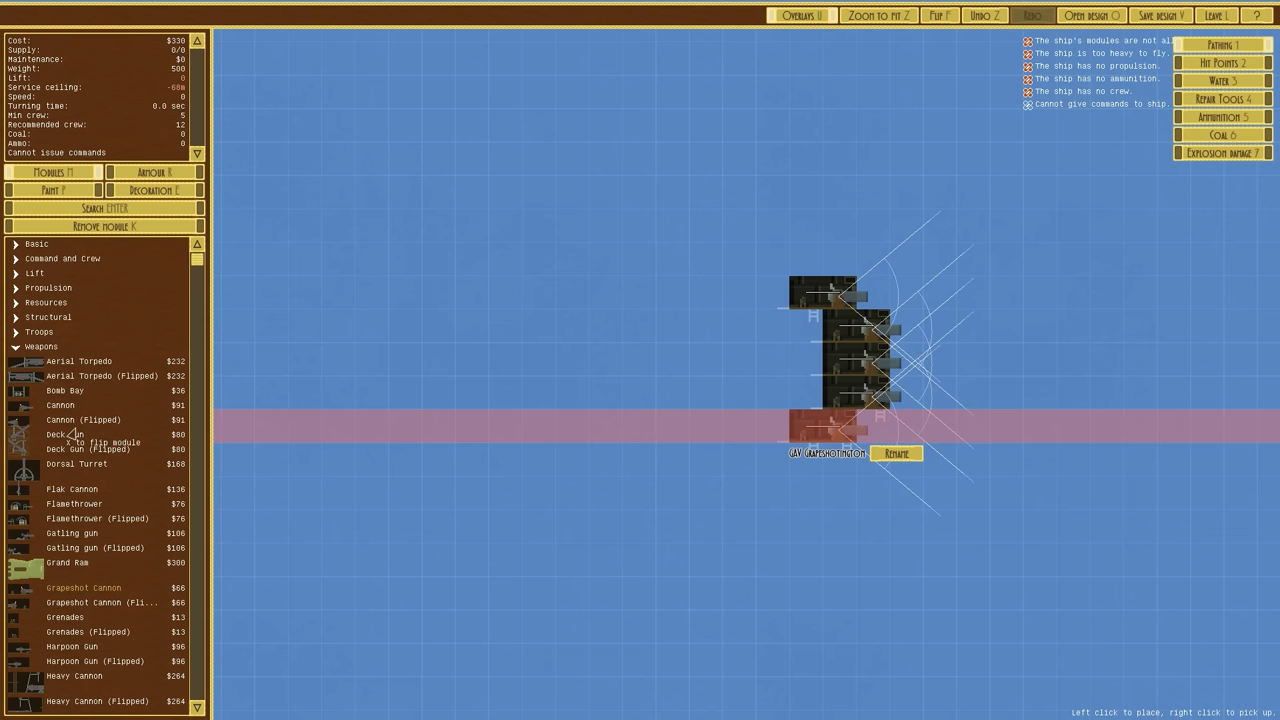 Overlays U
Zoom to fit Z
Flip F
Undo Z
Redo
Open design O
Save design V
Leave L
?
Cost: $330
Supply: 0/0
Maintenance: $0
Weight: 500
Lift: 0
Service ceiling: -68m
Speed: 0
Turning time: 0.0 sec
Min crew: 5
Recommended crew: 12
Coal: 0
Ammo: 0
Cannot issue commands
Modules M
Armour R
Paint P
Decoration E
Search ENTER
Remove module K
Basic
Command and Crew
Lift
Propulsion
Resources
Structural
Troops
Weapons
Aerial Torpedo $232
Aerial Torpedo (Flipped) $232
Bomb Bay $36
Cannon $91
Cannon (Flipped) $91
Deck Gun $80
X to flip module
Deck Gun (Flipped) $80
Dorsal Turret $168
Flak Cannon $136
Flamethrower $76
Flamethrower (Flipped) $76
Gatling gun $106
Gatling gun (Flipped) $106
Grand Ram $300
Grapeshot Cannon $66
Grapeshot Cannon (Fli... $66
Grenades $13
Grenades (Flipped) $13
Harpoon Gun $96
Harpoon Gun (Flipped) $96
Heavy Cannon $264
Heavy Cannon (Flipped) $264
The ship's modules are not al
The ship is too heavy to fly.
The ship has no propulsion.
The ship has no ammunition.
The ship has no crew.
Cannot give commands to ship.
Pathing 1
Hit Points 2
Water 3
Repair Tools 4
Ammunition 5
Coal 6
Explosion damage 7
GAV Grapeshotington
Rename
Left click to place, right click to pick up.